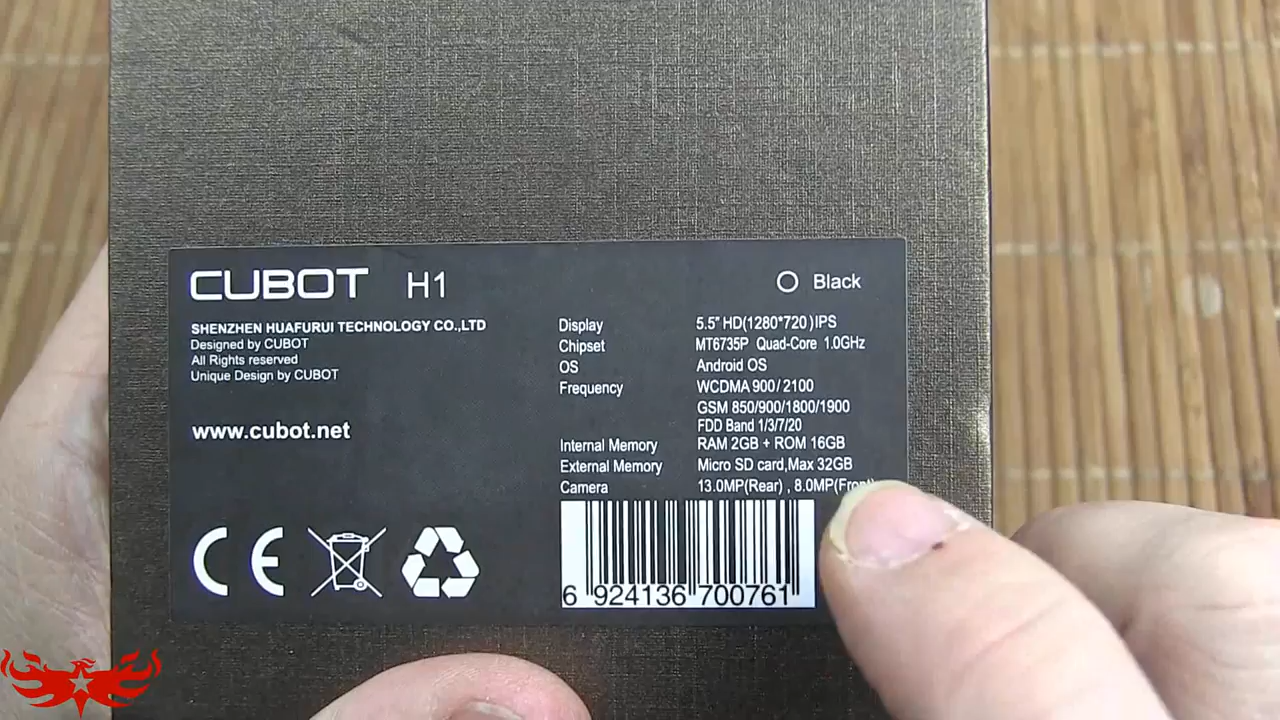 CUBOT H1
Black
SHENZHEN HUAFURUI TECHNOLOGY CO.,LTD
Designed by CUBOT
All Rights reserved
Unique Design by CUBOT
www.cubot.net
Display 5.5" HD(1280*720)IPS
Chipset MT6735P Quad-Core 1.0GHz
OS Android OS
Frequency WCDMA 900/2100
GSM 850/900/1800/1900
FDD Band 1/3/7/20
Internal Memory RAM 2GB + ROM 16GB
External Memory Micro SD card,Max 32GB
Camera 13.0MP(Rear) , 8.0MP(Front)
CE
6 924136 700761